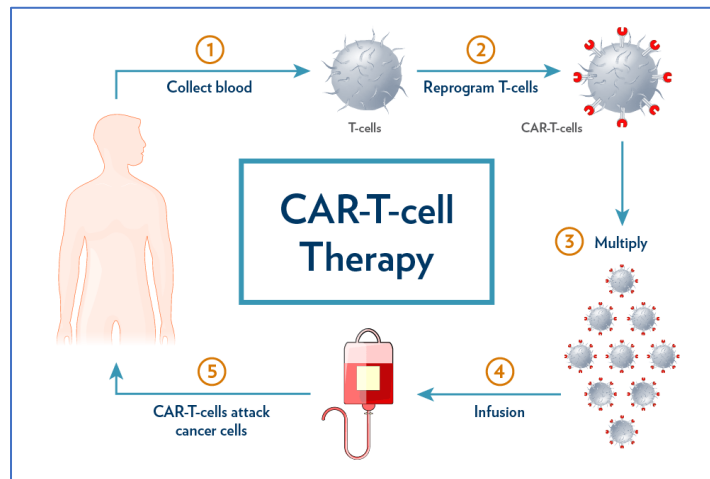 1
Collect blood
T-cells
2
Reprogram T-cells
CAR-T-cells
CAR-T-cell
Therapy
3 Multiply
4
Infusion
5
CAR-T-cells attack
cancer cells